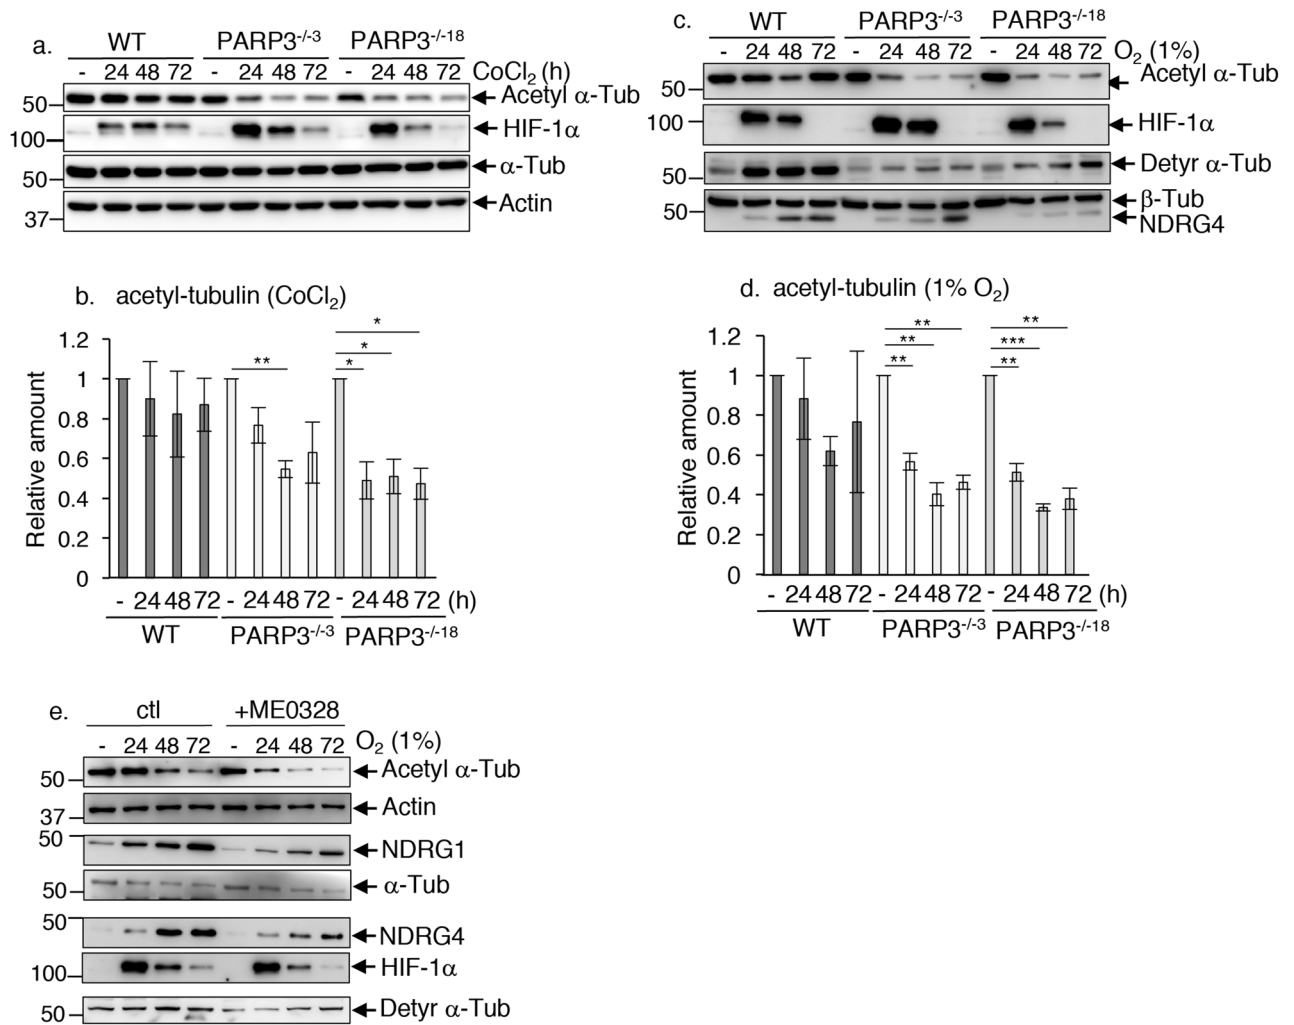 a.
WT PARP3-/-3 PARP3-/-18
- 24 48 72 - 24 48 72 - 24 48 72 CoCl2 (h)
50 Acetyl α-Tub
100 HIF-1α
50 α-Tub
37 Actin
c.
WT PARP3-/-3 PARP3-/-18
- 24 48 72 - 24 48 72 - 24 48 72 O2 (1%)
50 Acetyl α-Tub
100 HIF-1α
50 Detyr α-Tub
50 β-Tub
NDRG4
b. acetyl-tubulin (CoCl2)
Relative amount
1.2
1
0.8
0.6
0.4
0.2
0
** * * *
- 24 48 72 - 24 48 72 - 24 48 72 (h)
WT PARP3-/-3 PARP3-/-18
d. acetyl-tubulin (1% O2)
Relative amount
1.2
1
0.8
0.6
0.4
0.2
0
** ** ** ** *** **
- 24 48 72 - 24 48 72 - 24 48 72 (h)
WT PARP3-/-3 PARP3-/-18
e.
ctl +ME0328
- 24 48 72 - 24 48 72 O2 (1%)
50 Acetyl α-Tub
37 Actin
50 NDRG1
50 α-Tub
50 NDRG4
100 HIF-1α
50 Detyr α-Tub